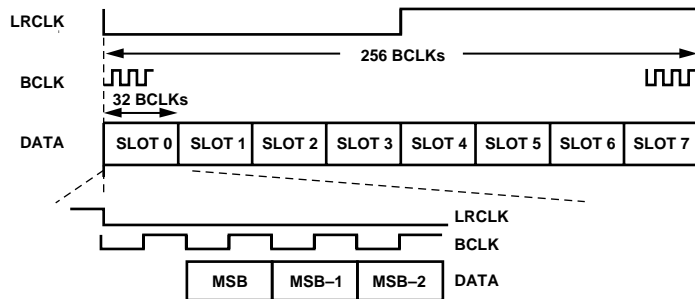 LRCLK
256 BCLKs
BCLK
32 BCLKs
DATA SLOT 0 SLOT 1 SLOT 2 SLOT 3 SLOT 4 SLOT 5 SLOT 6 SLOT 7
LRCLK
BCLK
MSB MSB–1 MSB–2 DATA